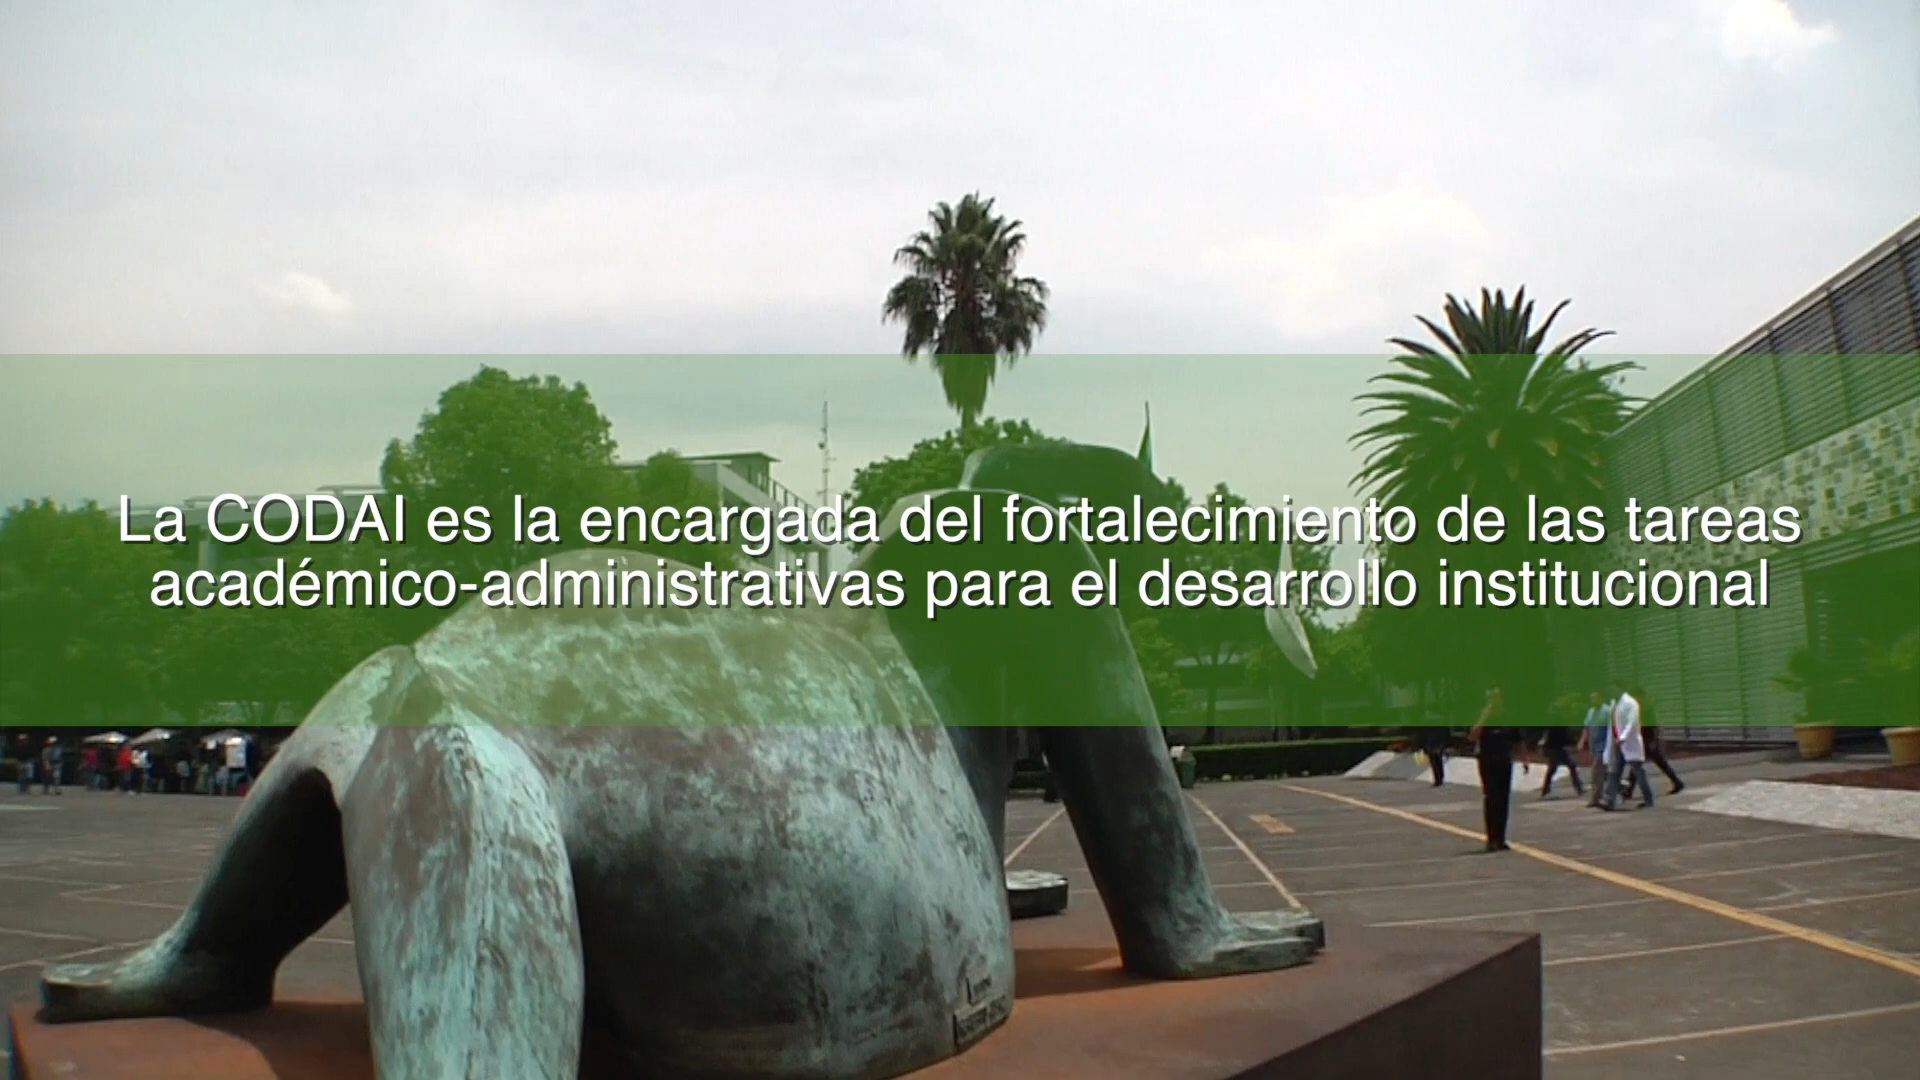 La CODAI es la encargada del fortalecimiento de las tareas
académico-administrativas para el desarrollo institucional